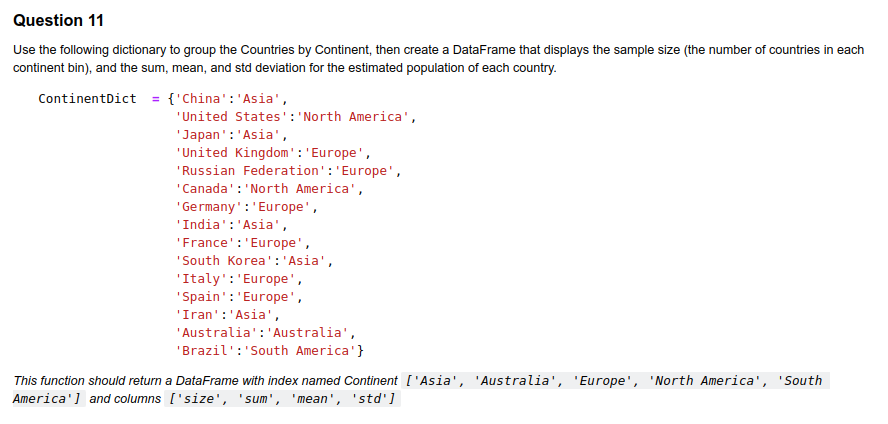 Question 11
Use the following dictionary to group the Countries by Continent, then create a DataFrame that displays the sample size (the number of countries in each
continent bin), and the sum, mean, and std deviation for the estimated population of each country.
ContinentDict  = {'China':'Asia',
'United States':'North America',
'Japan':'Asia',
'United Kingdom':'Europe',
'Russian Federation':'Europe',
'Canada':'North America',
'Germany':'Europe',
'India':'Asia',
'France':'Europe',
'South Korea':'Asia',
'Italy':'Europe',
'Spain':'Europe',
'Iran':'Asia',
'Australia':'Australia',
'Brazil':'South America'}
This function should return a DataFrame with index named Continent ['Asia', 'Australia', 'Europe', 'North America', 'South
America'] and columns ['size', 'sum', 'mean', 'std']